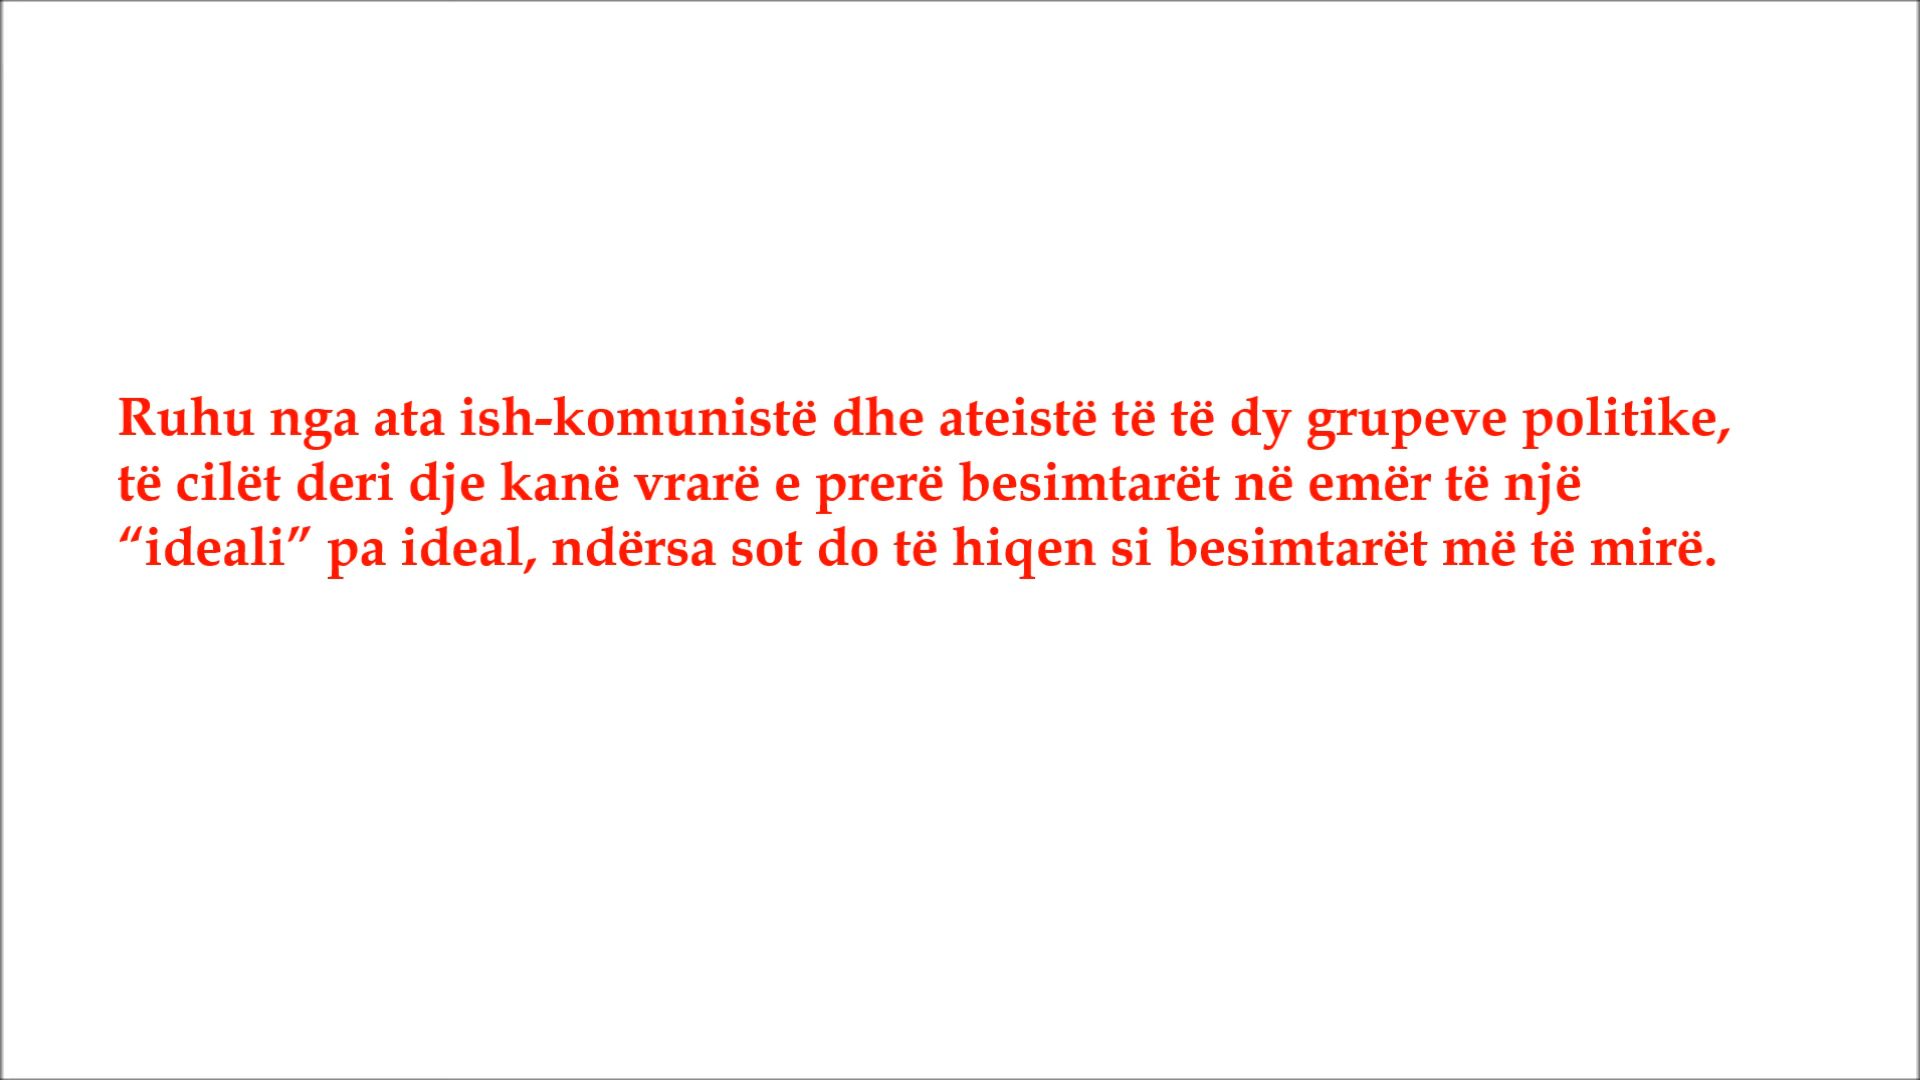 Ruhu nga ata ish-komunistë dhe ateistë të të dy grupeve politike,
të cilët deri dje kanë vrarë e prerë besimtarët në emër të një
“ideali” pa ideal, ndërsa sot do të hiqen si besimtarët më të mirë.